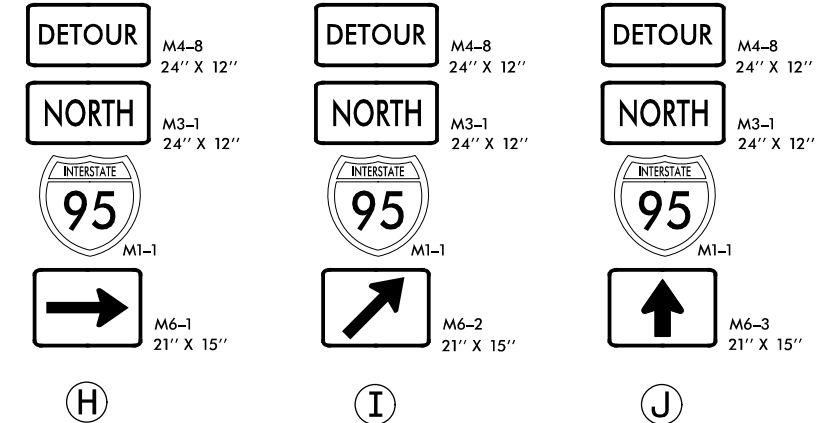 DETOUR
M4–8
24″ X 12″
NORTH
M3–1
24″ X 12″
INTERSTATE
95
M1–1
M6–1
21″ X 15″
H
DETOUR
M4–8
24″ X 12″
NORTH
M3–1
24″ X 12″
INTERSTATE
95
M1–1
M6–2
21″ X 15″
I
DETOUR
M4–8
24″ X 12″
NORTH
M3–1
24″ X 12″
INTERSTATE
95
M1–1
M6–3
21″ X 15″
J